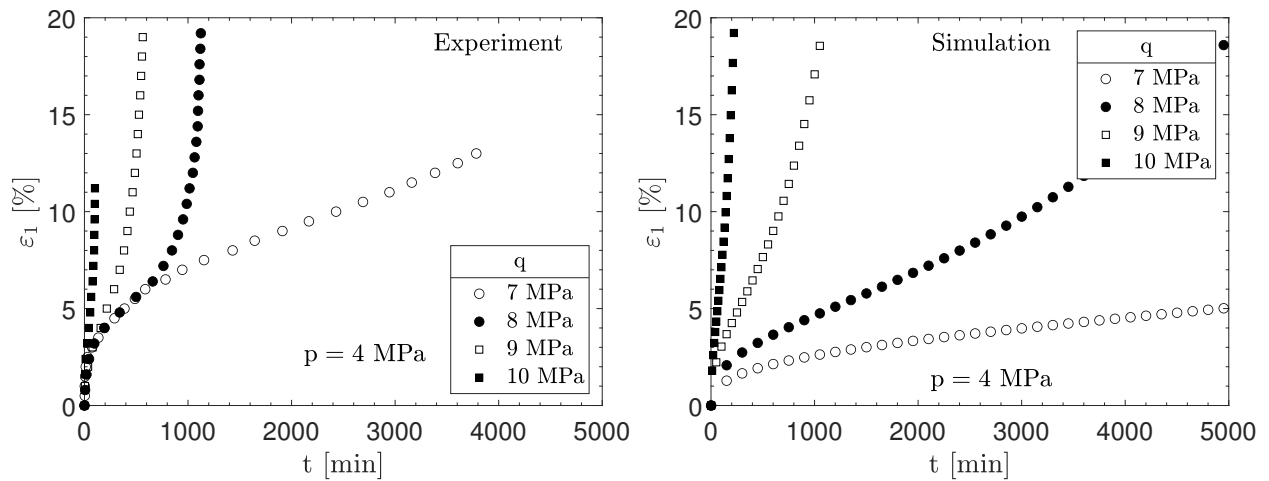 20
15
10
5
0
ε1 [%]
Experiment
p = 4 MPa
q
7 MPa
8 MPa
9 MPa
10 MPa
0 1000 2000 3000 4000 5000
t [min]
20
15
10
5
0
ε1 [%]
Simulation
q
7 MPa
8 MPa
9 MPa
10 MPa
p = 4 MPa
0 1000 2000 3000 4000 5000
t [min]